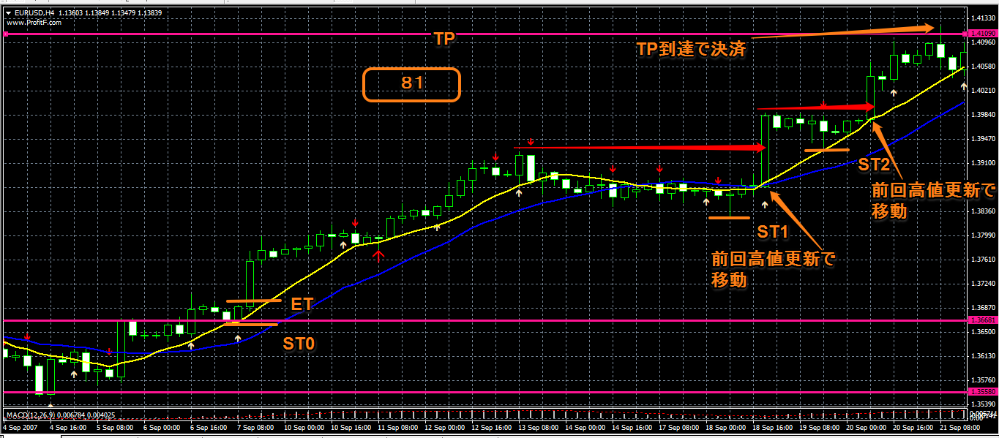 EURUSD,H4 1.13603 1.13849 1.13479 1.13839
www.ProfitF.com
TP
TP到達で決済
81
ST2
前回高値更新で
移動
ST1
前回高値更新で
移動
ET
ST0
1.41330
1.41090
1.40960
1.40580
1.40210
1.39840
1.39470
1.39100
1.38360
1.37990
1.37610
1.37240
1.36870
1.36681
1.36500
1.36130
1.35760
1.35580
1.35390
MACD(12,26,9) 0.006784 0.004025
4 Sep 2007
4 Sep 16:00
5 Sep 08:00
6 Sep 00:00
6 Sep 16:00
7 Sep 08:00
10 Sep 00:00
10 Sep 16:00
11 Sep 08:00
12 Sep 00:00
12 Sep 16:00
13 Sep 08:00
14 Sep 00:00
14 Sep 16:00
17 Sep 08:00
18 Sep 00:00
18 Sep 16:00
19 Sep 08:00
20 Sep 00:00
20 Sep 16:00
21 Sep 08:00